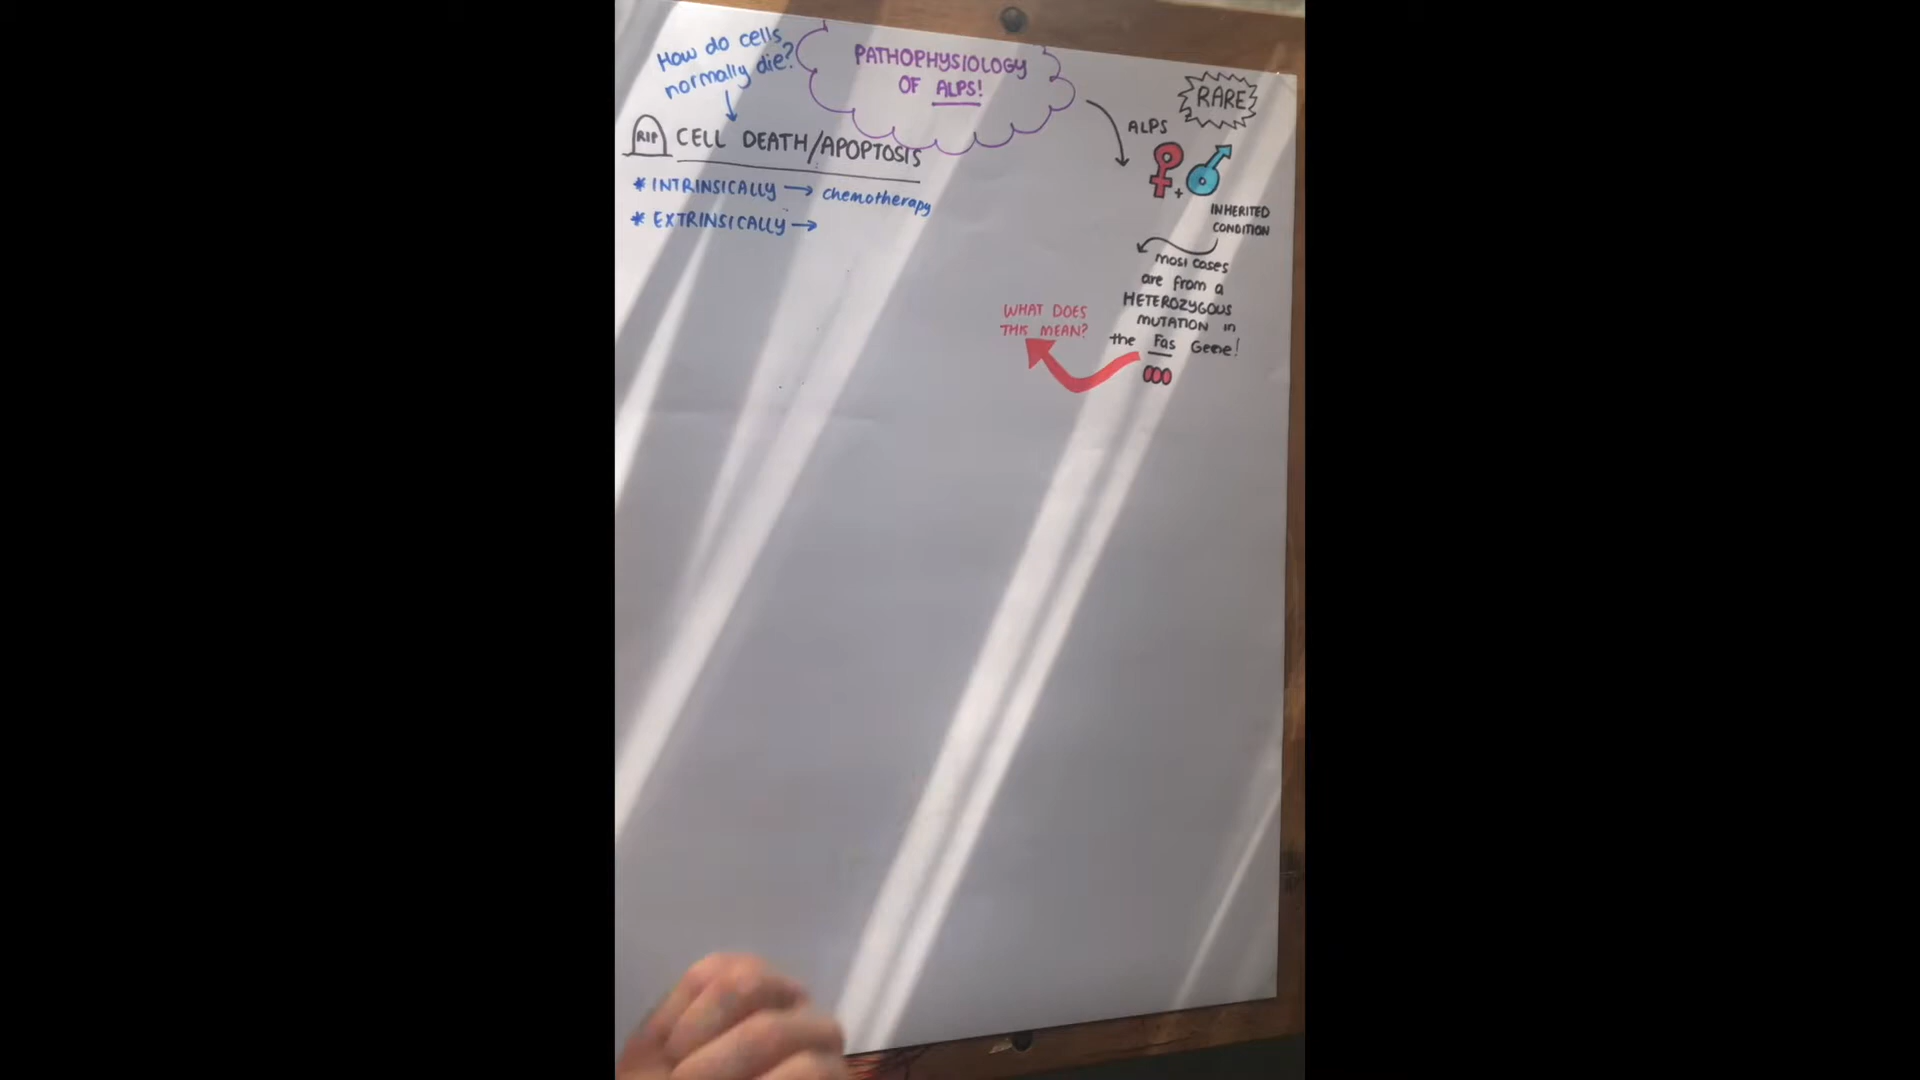 How do cells
normally die?
PATHOPHYSIOLOGY
OF ALPS!
RIP
CELL DEATH/APOPTOSIS
* INTRINSICALLY → chemotherapy
* EXTRINSICALLY →
RARE
ALPS
+
INHERITED
CONDITION
most cases
are from a
HETEROZYGOUS
MUTATION in
the Fas Gene!
WHAT DOES
THIS MEAN?